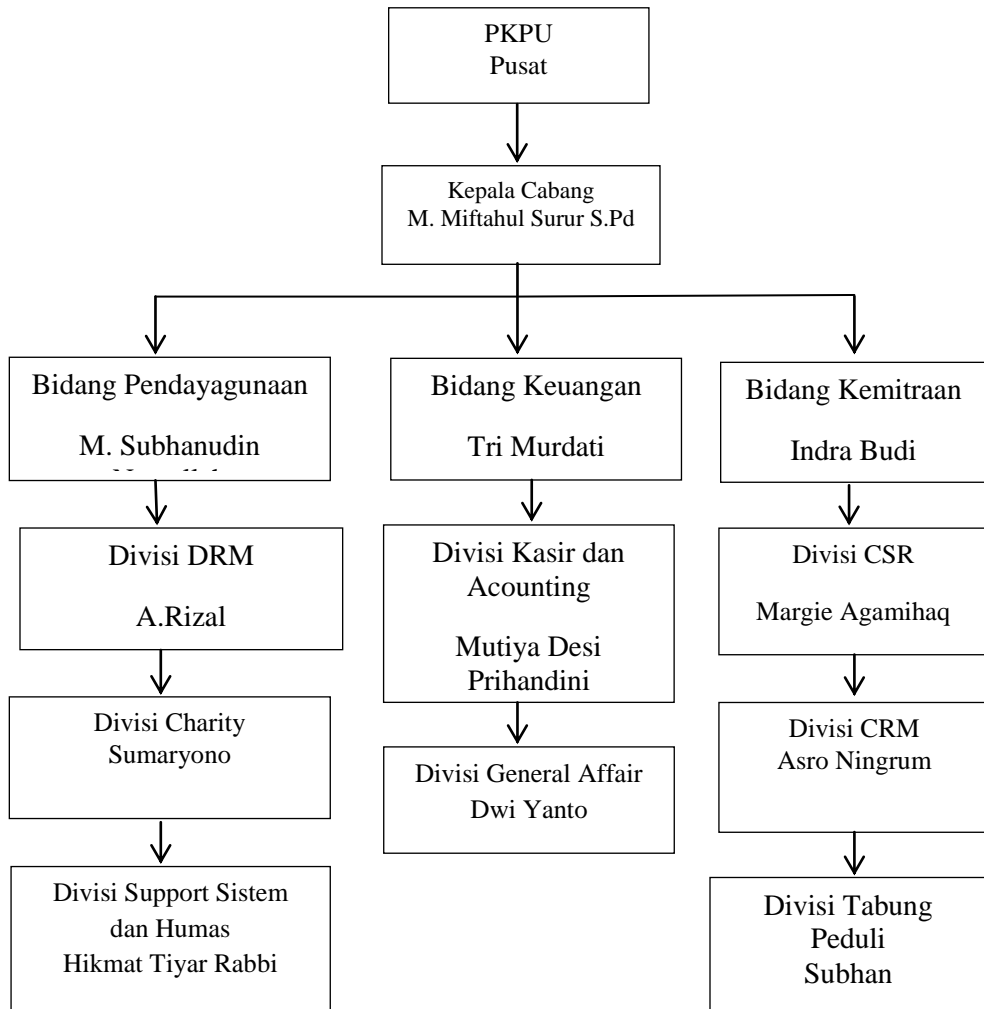 PKPU
Pusat
Kepala Cabang
M. Miftahul Surur S.Pd
Bidang Pendayagunaan
M. Subhanudin
Bidang Keuangan
Tri Murdati
Bidang Kemitraan
Indra Budi
Divisi DRM
A.Rizal
Divisi Kasir dan
Acounting
Mutiya Desi
Prihandini
Divisi CSR
Margie Agamihaq
Divisi Charity
Sumaryono
Divisi General Affair
Dwi Yanto
Divisi CRM
Asro Ningrum
Divisi Support Sistem
dan Humas
Hikmat Tiyar Rabbi
Divisi Tabung
Peduli
Subhan